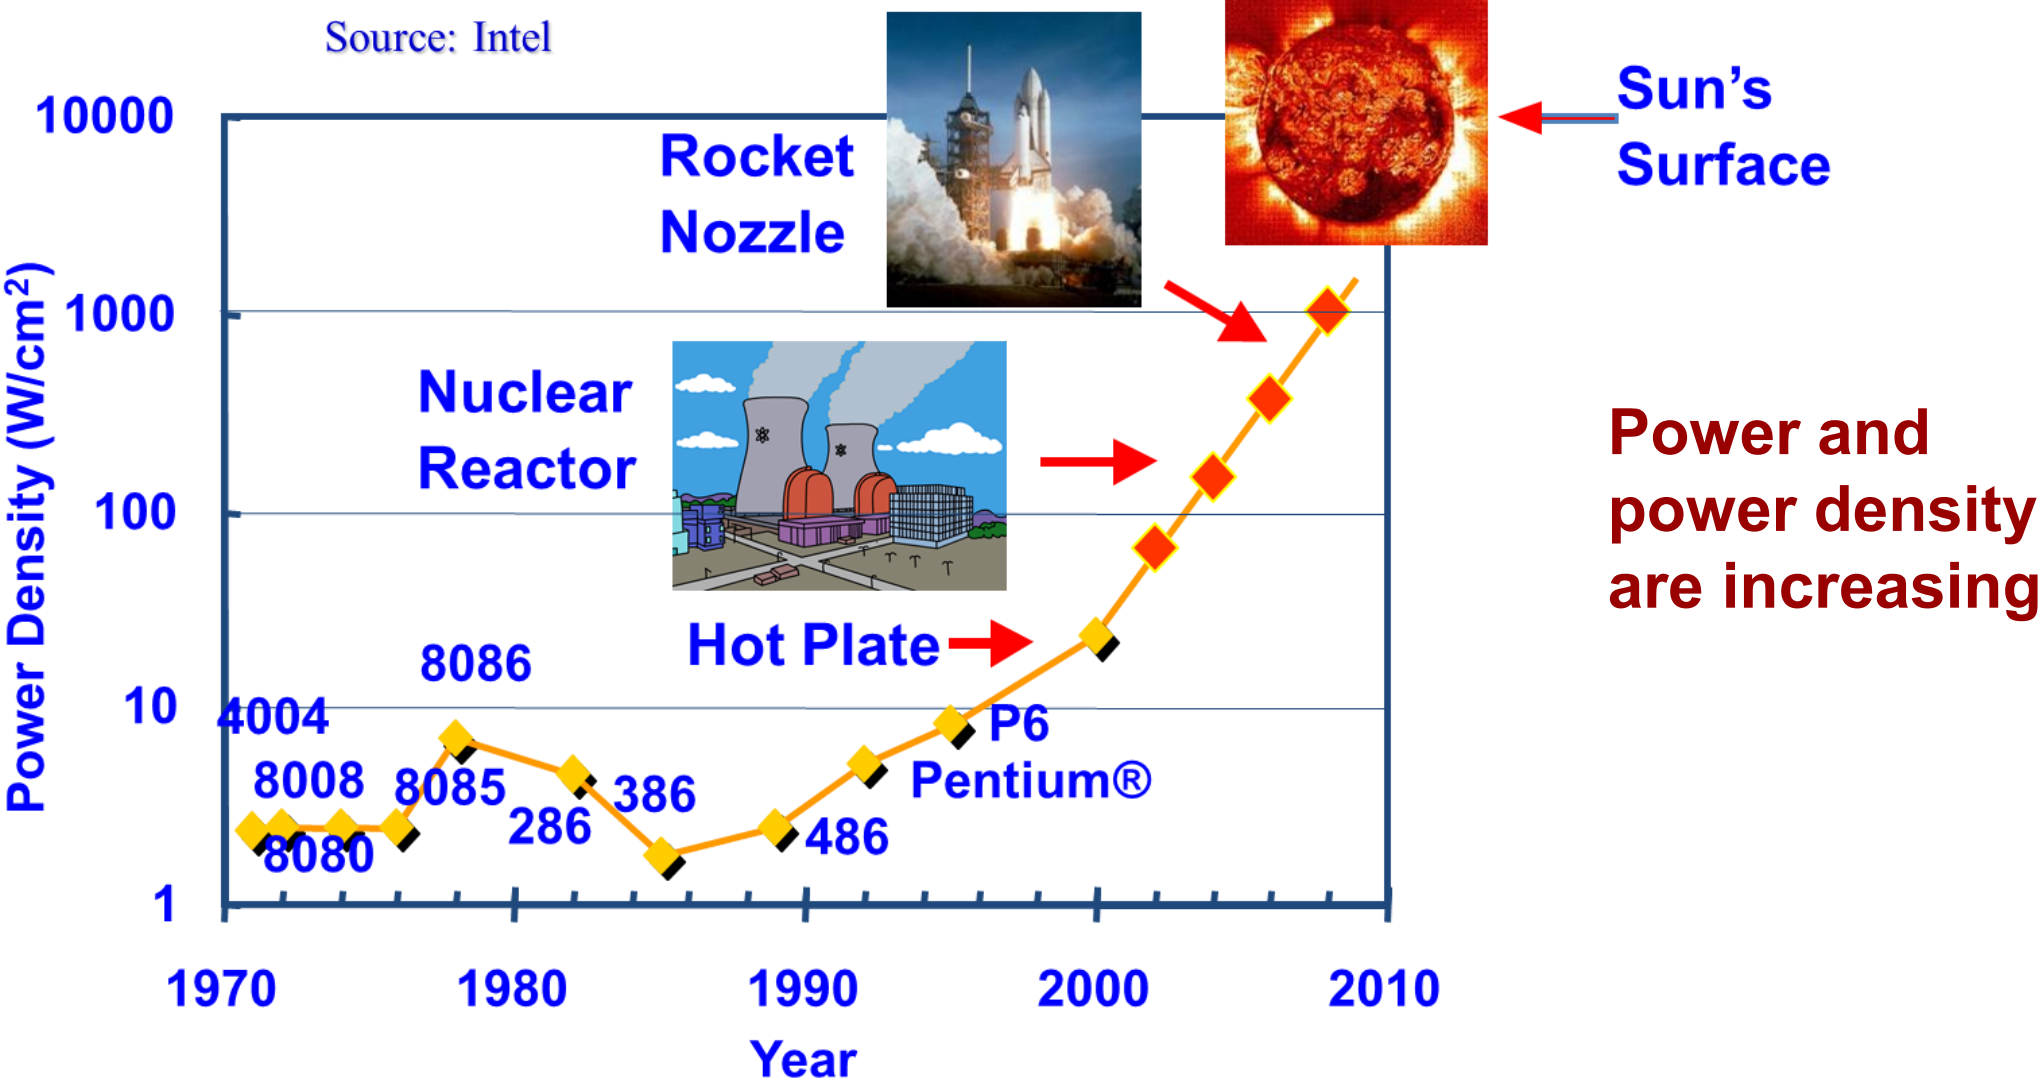 Source: Intel
10000
1000
100
10
1
Power Density (W/cm²)
Rocket
Nozzle
Sun’s
Surface
Nuclear
Reactor
Power and
power density
are increasing
Hot Plate
4004
8008
8080
8086
8085
286
386
486
P6
Pentium®
1970 1980 1990 2000 2010
Year